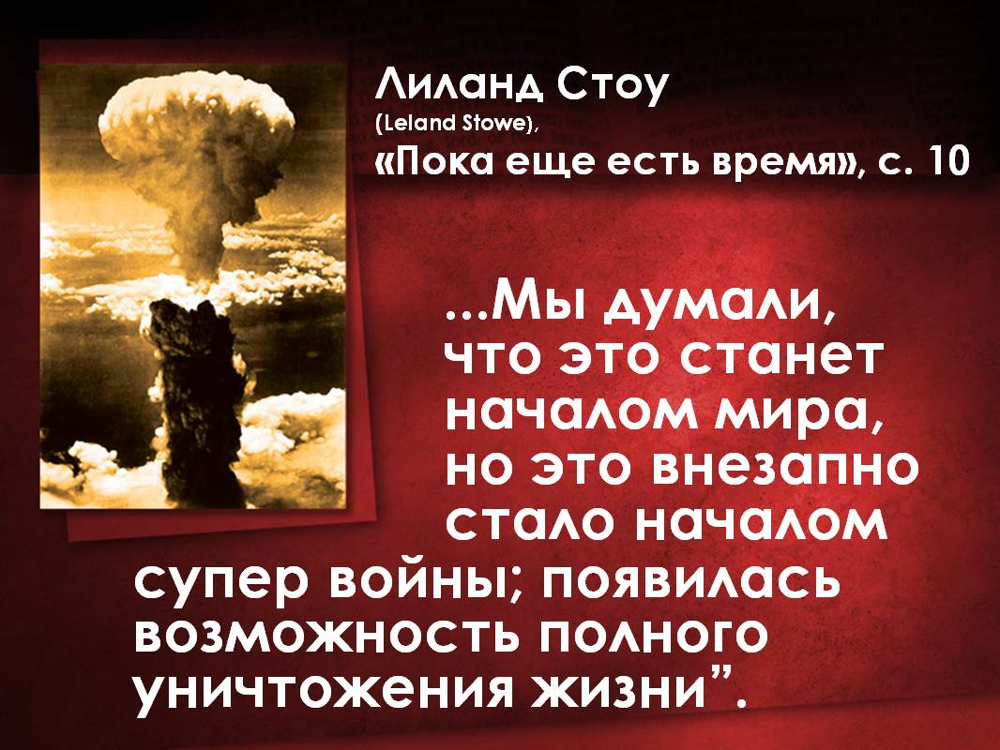 Лиланд Стоу
(Leland Stowe),
«Пока еще есть время», с. 10
...Мы думали,
что это станет
началом мира,
но это внезапно
стало началом
супер войны; появилась
возможность полного
уничтожения жизни”.